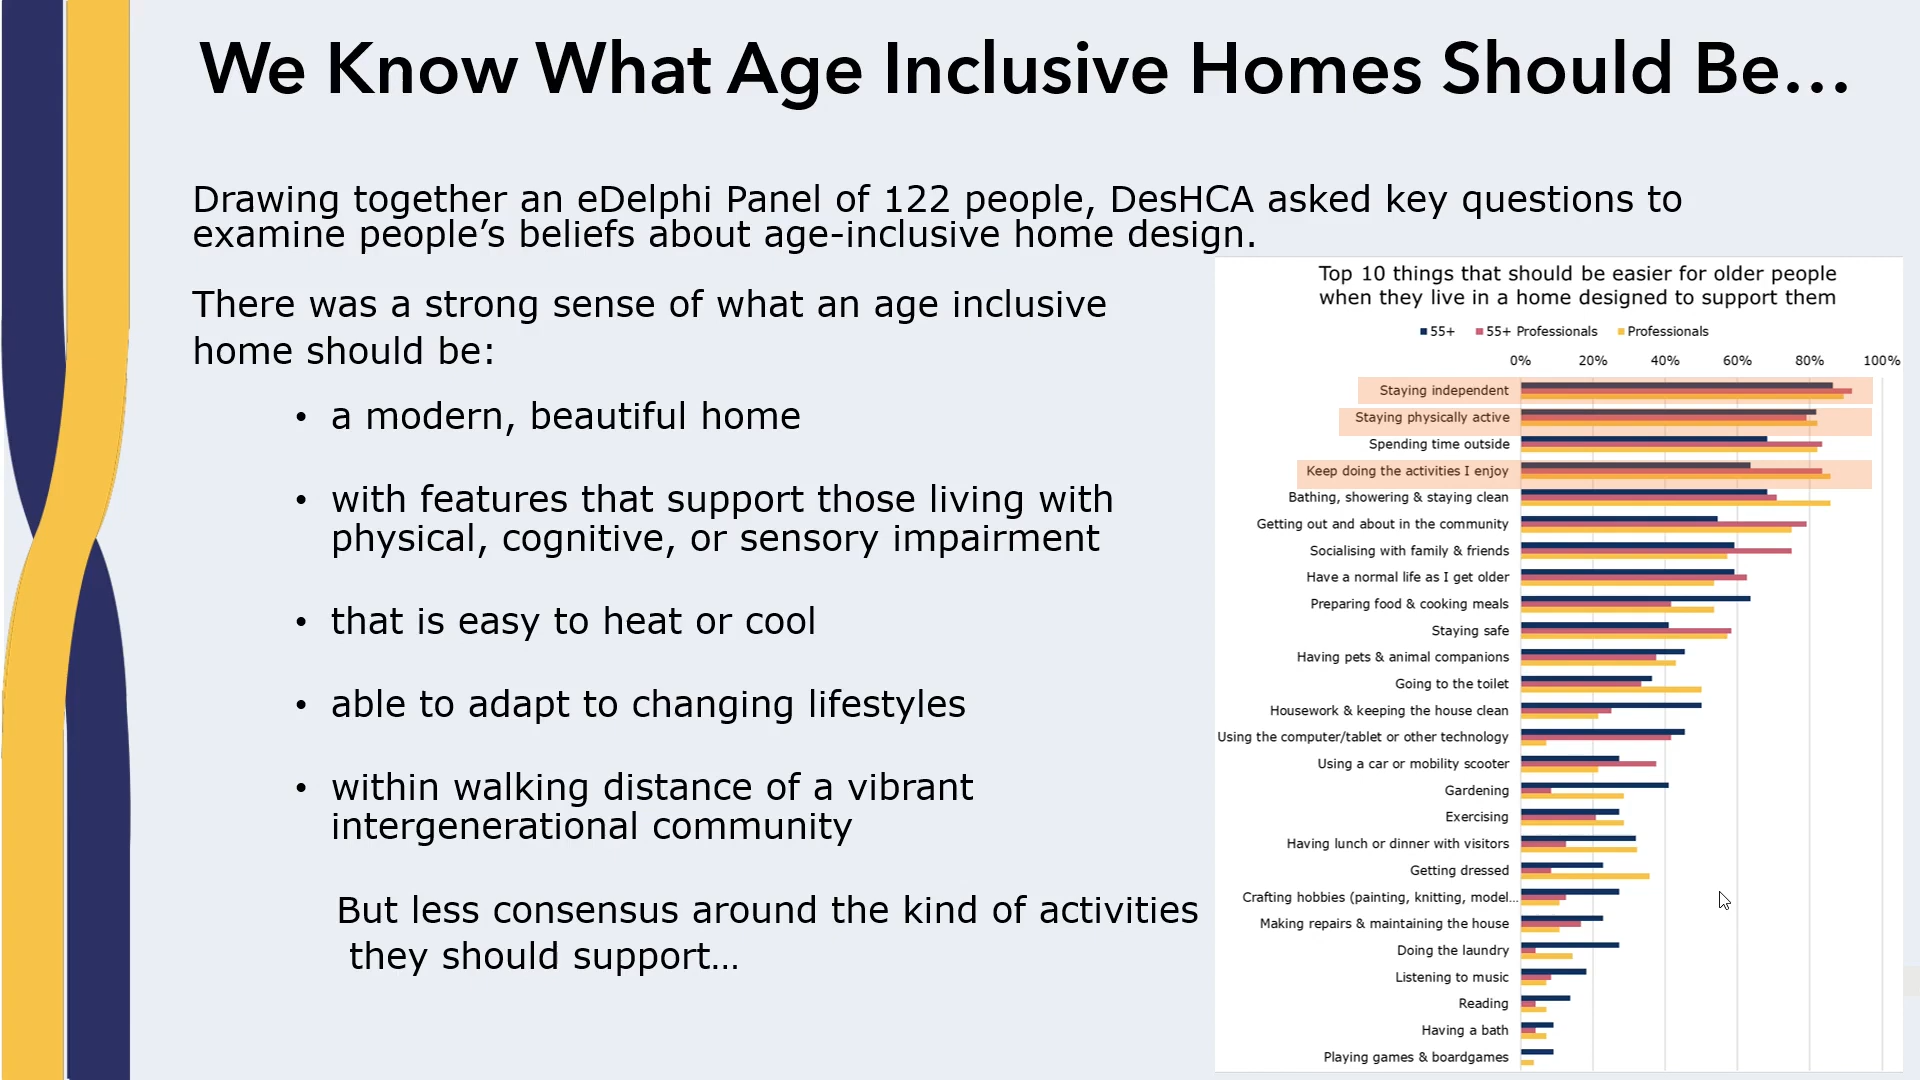 We Know What Age Inclusive Homes Should Be...
Drawing together an eDelphi Panel of 122 people, DesHCA asked key questions to
examine people's beliefs about age-inclusive home design.
There was a strong sense of what an age inclusive
home should be:
• a modern, beautiful home
• with features that support those living with
physical, cognitive, or sensory impairment
• that is easy to heat or cool
• able to adapt to changing lifestyles
• within walking distance of a vibrant
intergenerational community
But less consensus around the kind of activities
they should support...
Top 10 things that should be easier for older people
when they live in a home designed to support them
55+ 55+ Professionals Professionals
0% 20% 40% 60% 80% 100%
Staying independent
Staying physically active
Spending time outside
Keep doing the activities I enjoy
Bathing, showering & staying clean
Getting out and about in the community
Socialising with family & friends
Have a normal life as I get older
Preparing food & cooking meals
Staying safe
Having pets & animal companions
Going to the toilet
Housework & keeping the house clean
Using the computer/tablet or other technology
Using a car or mobility scooter
Gardening
Exercising
Having lunch or dinner with visitors
Getting dressed
Crafting hobbies (painting, knitting, model...
Making repairs & maintaining the house
Doing the laundry
Listening to music
Reading
Having a bath
Playing games & boardgames